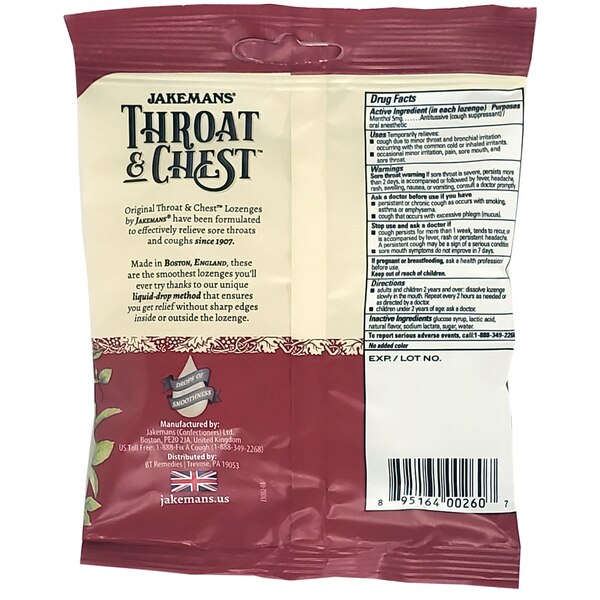 JAKEMANS®
THROAT
& CHEST™
Original Throat & Chest™ Lozenges
by JAKEMANS® have been formulated
to effectively relieve sore throats
and coughs since 1907.
Made in BOSTON, ENGLAND, these
are the smoothest lozenges you'll
ever try thanks to our unique
liquid-drop method that ensures
you get relief without sharp edges
inside or outside the lozenge.
DROPS OF
SMOOTHNESS
Manufactured by:
Jakemans (Confectioners) Ltd.
Boston, PE20 2JA, United Kingdom
US Toll Free: 1-888-Fix A Cough (1-888-349-2268)
Distributed by:
BT Remedies | Trevose, PA 19053
jakemans.us
Drug Facts
Active Ingredient (in each lozenge) Purposes
Menthol 5mg ...... Antitussive (cough suppressant) /
oral anesthetic
Uses Temporarily relieves:
■ cough due to minor throat and bronchial irritation
occurring with the common cold or inhaled irritants.
■ occasional minor irritation, pain, sore mouth, and
sore throat.
Warnings
Sore throat warning If sore throat is severe, persists more
than 2 days, is accompanied or followed by fever, headache,
rash, swelling, nausea, or vomiting, consult a doctor promptly.
Ask a doctor before use if you have
■ persistent or chronic cough as occurs with smoking,
asthma or emphysema.
■ cough that occurs with excessive phlegm (mucus).
Stop use and ask a doctor if
■ cough persists for more than 1 week, tends to recur, or
is accompanied by fever, rash or persistent headache.
A persistent cough may be a sign of a serious condition.
■ sore mouth symptoms do not improve in 7 days.
If pregnant or breastfeeding, ask a health professional
before use.
Keep out of reach of children.
Directions
■ adults and children 2 years and over: dissolve lozenge
slowly in the mouth. Repeat every 2 hours as needed or
as directed by a doctor.
■ children under 2 years of age: ask a doctor.
Inactive Ingredients glucose syrup, lactic acid,
natural flavor, sodium lactate, sugar, water.
To report serious adverse events, call:1-888-349-2268
No added color
EXP. / LOT NO.
8 95164 00260 7